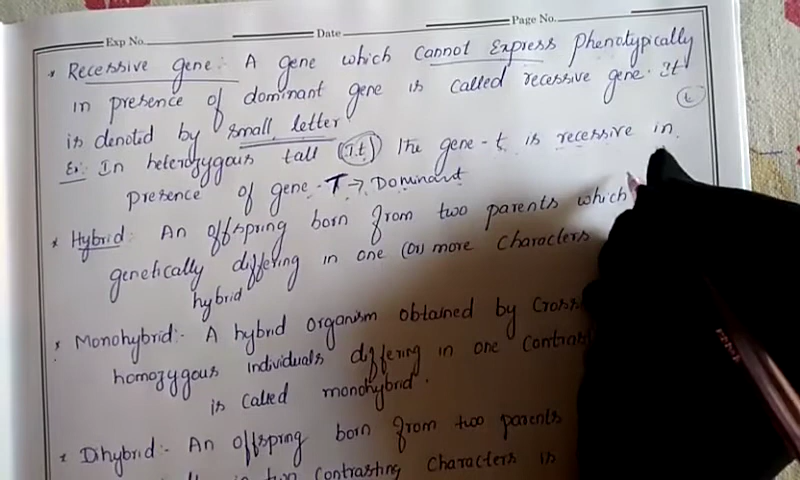 Exp No. Date Page No.
* Recessive gene:- A gene which cannot Express Phenotypically
in presence of dominant gene is called recessive gene. It
is denoted by small letter (t)
Ex: In heterozygous tall (T.t) The gene - t is recessive in
presence of gene - T → Dominant
* Hybrid: An offspring born from two parents which
genetically differing in one (or) more characters
hybrid
* Monohybrid:- A hybrid organism obtained by
homozygous individuals differing in one
is called monohybrid.
* Dihybrid:- An offspring born from two parents
in two contrasting characters is